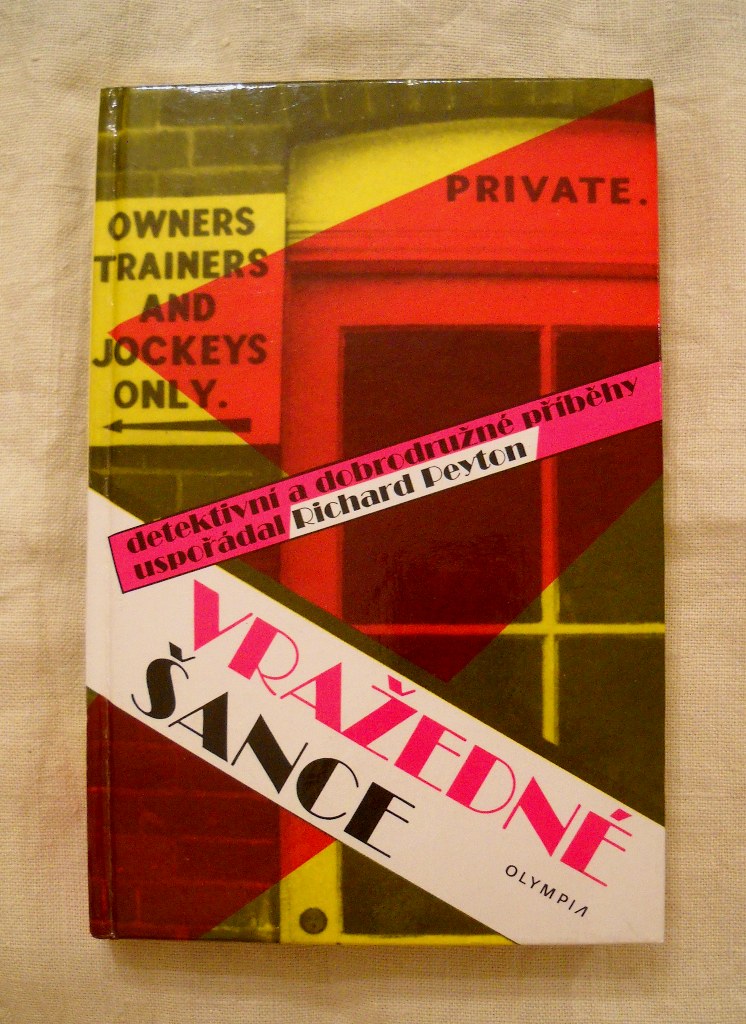 PRIVATE.
OWNERS
TRAINERS
AND
JOCKEYS
ONLY.
detektivní a dobrodružné příběhy
uspořádal Richard Peyton
VRAŽEDNÉ
ŠANCE
OLYMPIA